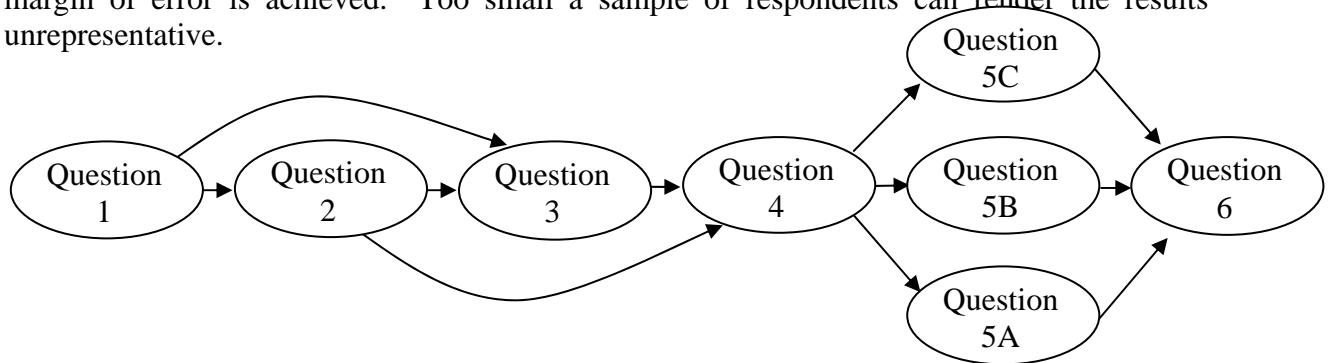 margin of error is achieved. Too small a sample of respondents can render the results
unrepresentative.
Question
5C
Question
1
Question
2
Question
3
Question
4
Question
5B
Question
6
Question
5A